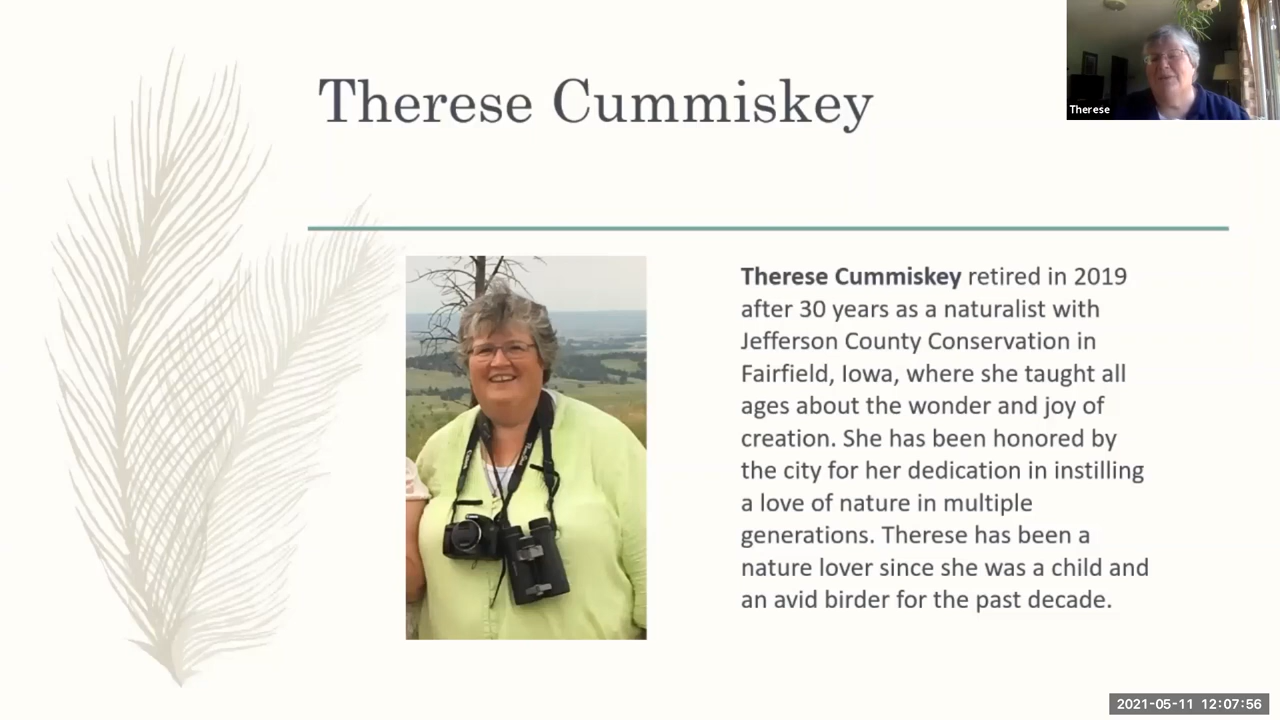 Therese Cummiskey
Therese
Therese Cummiskey retired in 2019
after 30 years as a naturalist with
Jefferson County Conservation in
Fairfield, Iowa, where she taught all
ages about the wonder and joy of
creation. She has been honored by
the city for her dedication in instilling
a love of nature in multiple
generations. Therese has been a
nature lover since she was a child and
an avid birder for the past decade.
2021-05-11 12:07:56